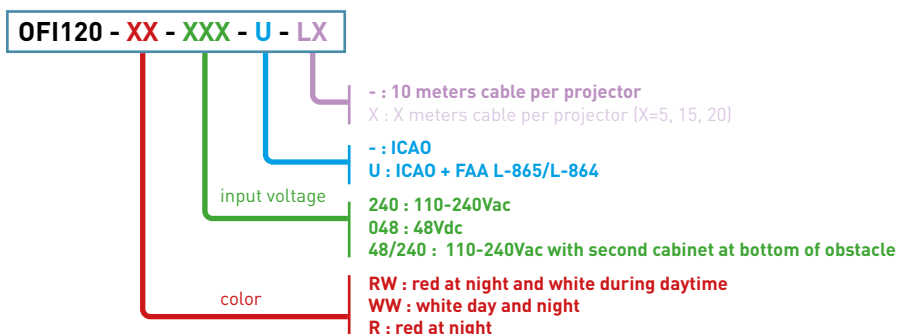 OFI120 - XX - XXX - U - LX
- : 10 meters cable per projector
X : X meters cable per projector (X=5, 15, 20)
- : ICAO
U : ICAO + FAA L-865/L-864
input voltage
240 : 110-240Vac
048 : 48Vdc
48/240 : 110-240Vac with second cabinet at bottom of obstacle
color
RW : red at night and white during daytime
WW : white day and night
R : red at night